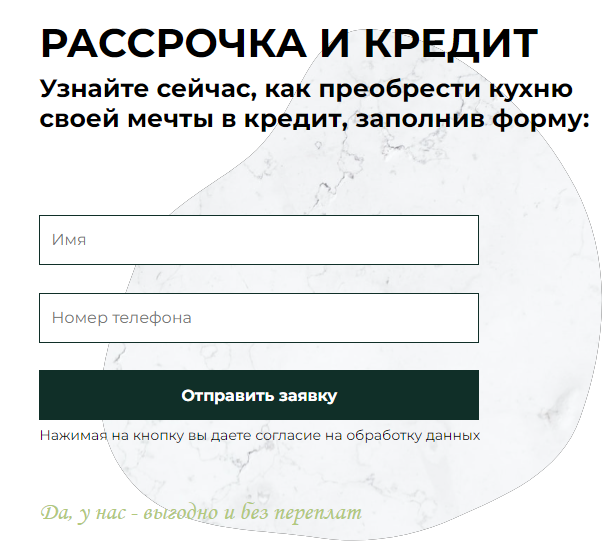 РАССРОЧКА И КРЕДИТ
Узнайте сейчас, как преобрести кухню
своей мечты в кредит, заполнив форму:
Имя
Номер телефона
Отправить заявку
Нажимая на кнопку вы даете согласие на обработку данных
Да, у нас - выгодно и без переплат